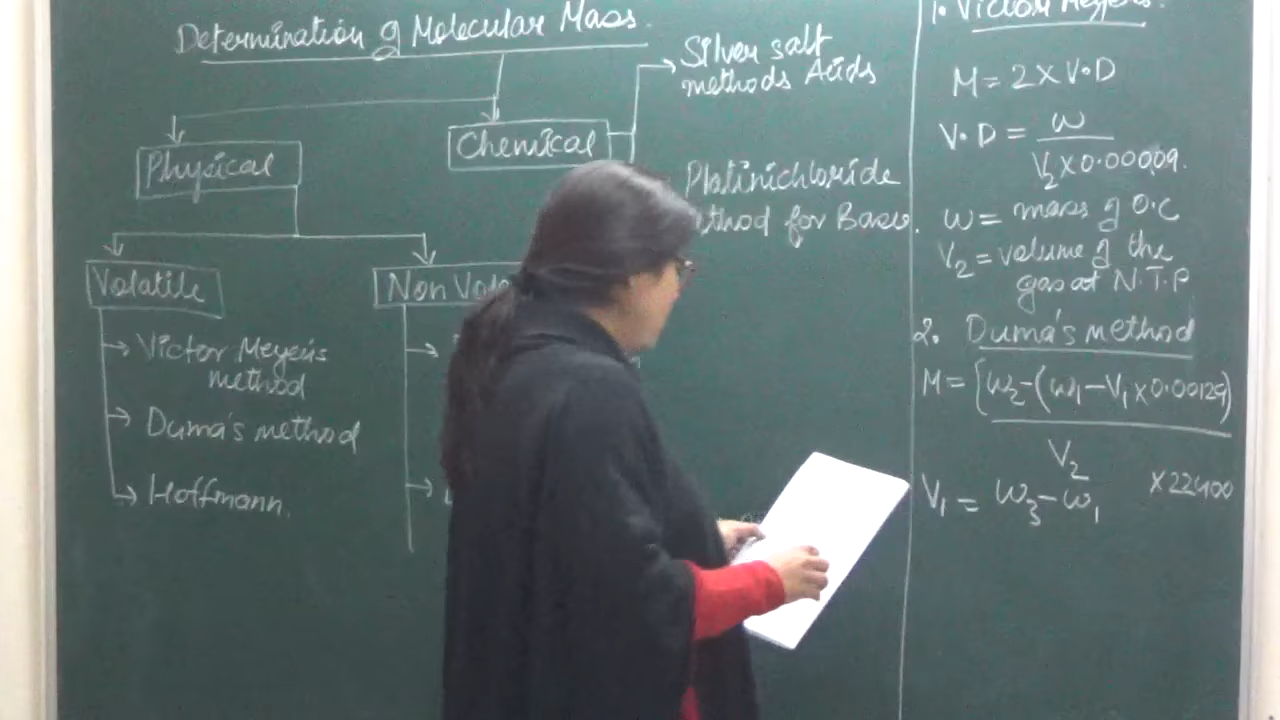 Determination of Molecular Mass.
Silver salt
methods Acids
Chemical
Physical
Platinichloride
method for Bases.
Volatile
Non
→ Victor Meyer's
method
→ Duma's method
→ Hoffmann.
1. Victor Meyer's.
M = 2 X V.D
V.D = w
V₂ X 0.00009.
w = mass of O.C
V₂ = volume of the
gas at N.T.P
2. Duma's method
M = [w₂-(w₁-V₁ x 0.00129)
V₂
x 22400
V₁ = w₃-w₁